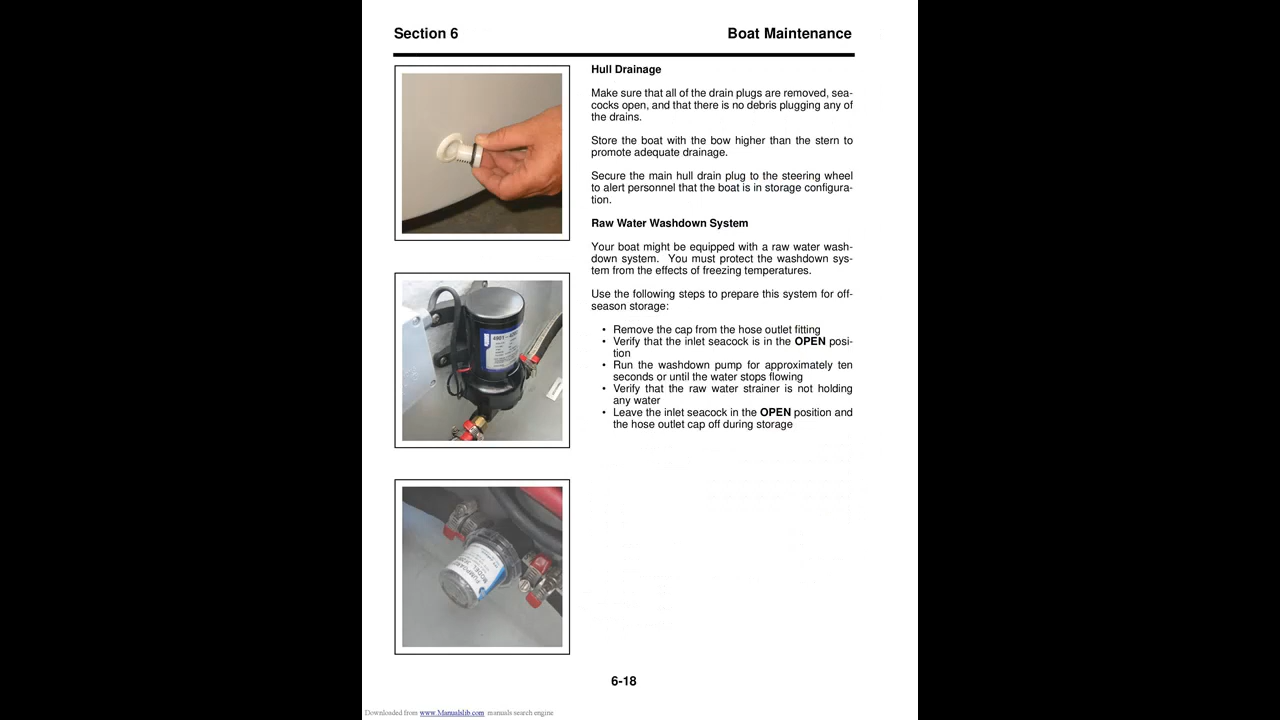 Section 6
Boat Maintenance
Hull Drainage
Make sure that all of the drain plugs are removed, sea-
cocks open, and that there is no debris plugging any of
the drains.
Store the boat with the bow higher than the stern to
promote adequate drainage.
Secure the main hull drain plug to the steering wheel
to alert personnel that the boat is in storage configura-
tion.
Raw Water Washdown System
Your boat might be equipped with a raw water wash-
down system. You must protect the washdown sys-
tem from the effects of freezing temperatures.
Use the following steps to prepare this system for off-
season storage:
• Remove the cap from the hose outlet fitting
• Verify that the inlet seacock is in the OPEN posi-
tion
• Run the washdown pump for approximately ten
seconds or until the water stops flowing
• Verify that the raw water strainer is not holding
any water
• Leave the inlet seacock in the OPEN position and
the hose outlet cap off during storage
6-18
Downloaded from www.Manualslib.com manuals search engine